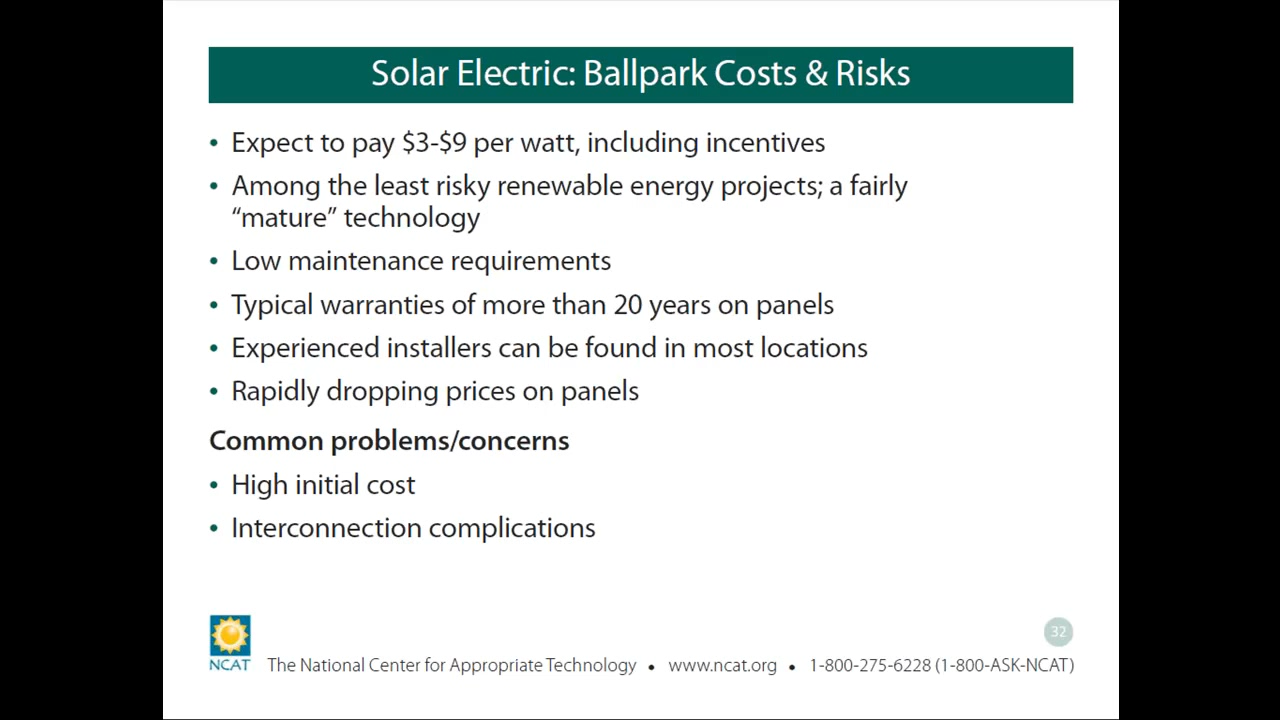 Solar Electric: Ballpark Costs & Risks
• Expect to pay $3-$9 per watt, including incentives
• Among the least risky renewable energy projects; a fairly
“mature” technology
• Low maintenance requirements
• Typical warranties of more than 20 years on panels
• Experienced installers can be found in most locations
• Rapidly dropping prices on panels
Common problems/concerns
• High initial cost
• Interconnection complications
32
NCAT
The National Center for Appropriate Technology • www.ncat.org • 1-800-275-6228 (1-800-ASK-NCAT)